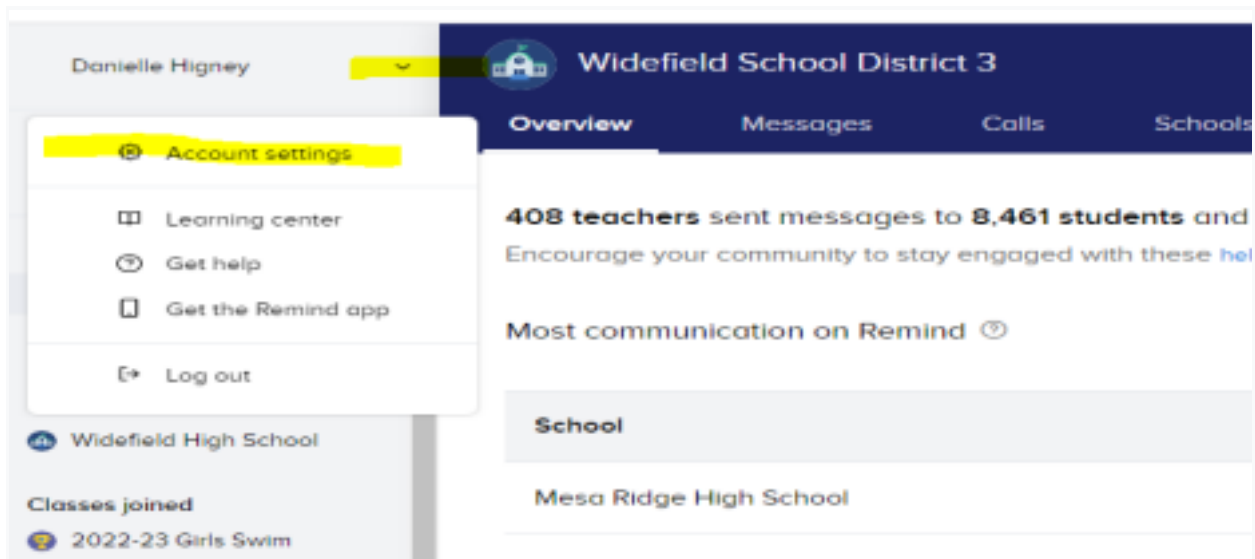 Danielle Higney
Account settings
Learning center
Get help
Get the Remind app
Log out
Widefield High School
Classes joined
2022-23 Girls Swim
Widefield School District 3
Overview Messages Calls Schools
408 teachers sent messages to 8,461 students and
Encourage your community to stay engaged with these hel
Most communication on Remind
School
Mesa Ridge High School